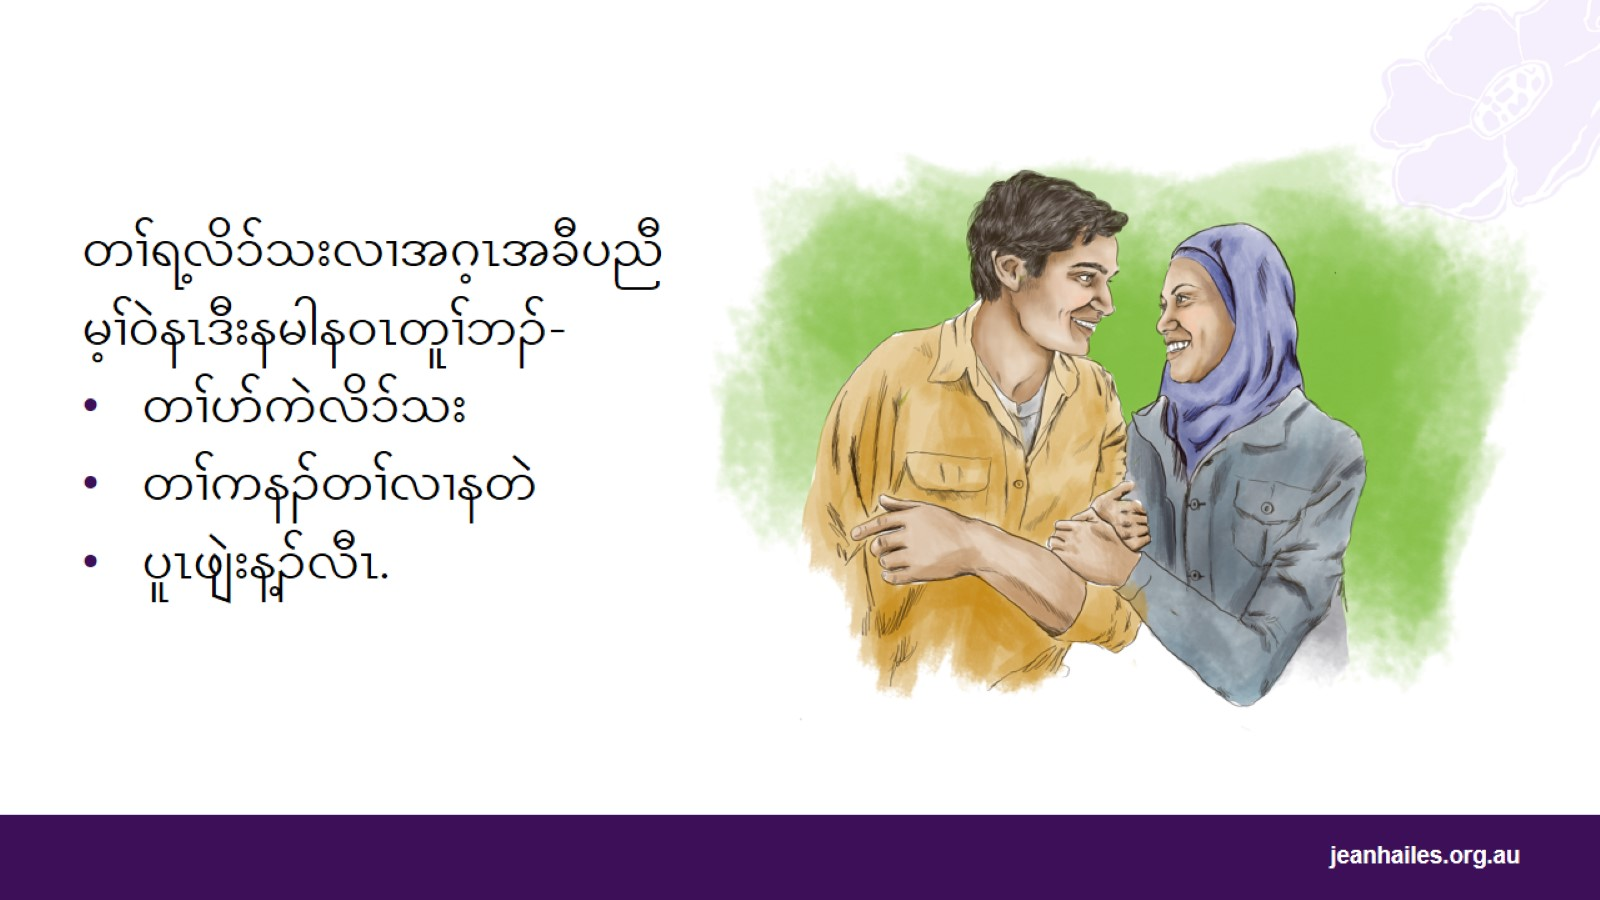 တၢ်ရ့လိာ်သးလၢအဂ့ၤအခီပညီ
မ့ၢ်ဝဲနၤဒီးနမါနဝၤတူၢ်ဘၣ်-
• တၢ်ဟ်ကဲလိာ်သး
• တၢ်ကနၣ်တၢ်လၢနတဲ
• ပူၤဖျဲးန့ၣ်လီၤ.
jeanhailes.org.au